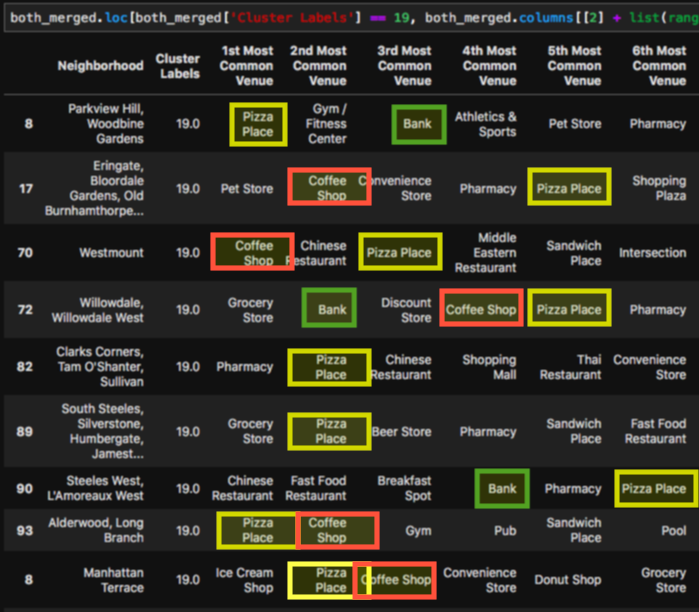 both_merged.loc[both_merged['Cluster Labels'] == 19, both_merged.columns[[2] + list(rang
Neighborhood Cluster Labels 1st Most Common Venue 2nd Most Common Venue 3rd Most Common Venue 4th Most Common Venue 5th Most Common Venue 6th Most Common Venue
8 Parkview Hill, Woodbine Gardens 19.0 Pizza Place Gym / Fitness Center Bank Athletics & Sports Pet Store Pharmacy
17 Eringate, Bloordale Gardens, Old Burnhamthorpe... 19.0 Pet Store Coffee Shop Convenience Store Pharmacy Pizza Place Shopping Plaza
70 Westmount 19.0 Coffee Shop Chinese Restaurant Pizza Place Middle Eastern Restaurant Sandwich Place Intersection
72 Willowdale, Willowdale West 19.0 Grocery Store Bank Discount Store Coffee Shop Pizza Place Pharmacy
82 Clarks Corners, Tam O'Shanter, Sullivan 19.0 Pharmacy Pizza Place Chinese Restaurant Shopping Mall Thai Restaurant Convenience Store
89 South Steeles, Silverstone, Humbergate, Jamest... 19.0 Grocery Store Pizza Place Beer Store Pharmacy Sandwich Place Fast Food Restaurant
90 Steeles West, L'Amoreaux West 19.0 Chinese Restaurant Fast Food Restaurant Breakfast Spot Bank Pharmacy Pizza Place
93 Alderwood, Long Branch 19.0 Pizza Place Coffee Shop Gym Pub Sandwich Place Pool
8 Manhattan Terrace 19.0 Ice Cream Shop Pizza Place Coffee Shop Convenience Store Donut Shop Grocery Store